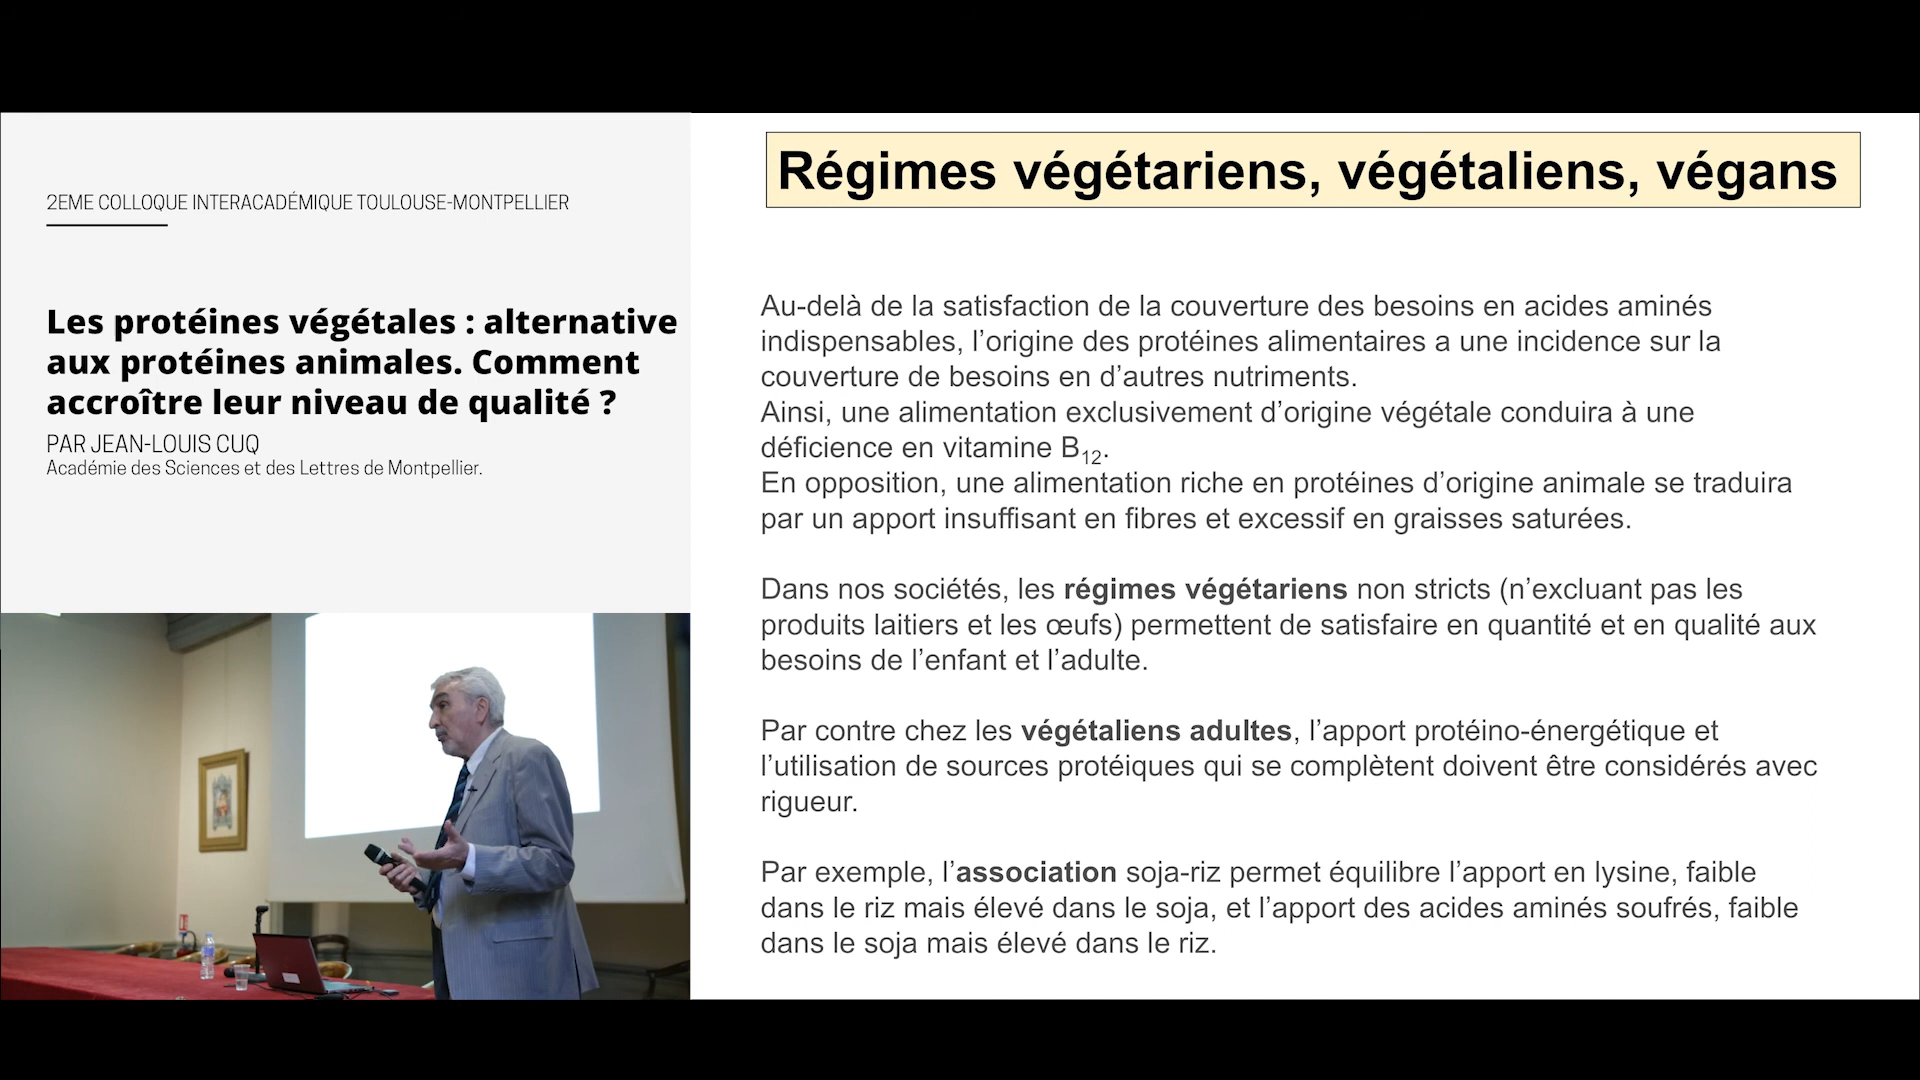 2EME COLLOQUE INTERACADÉMIQUE TOULOUSE-MONTPELLIER
Les protéines végétales : alternative
aux protéines animales. Comment
accroître leur niveau de qualité ?
PAR JEAN-LOUIS CUQ
Académie des Sciences et des Lettres de Montpellier.
Régimes végétariens, végétaliens, végans
Au-delà de la satisfaction de la couverture des besoins en acides aminés
indispensables, l’origine des protéines alimentaires a une incidence sur la
couverture de besoins en d’autres nutriments.
Ainsi, une alimentation exclusivement d’origine végétale conduira à une
déficience en vitamine B12.
En opposition, une alimentation riche en protéines d’origine animale se traduira
par un apport insuffisant en fibres et excessif en graisses saturées.
Dans nos sociétés, les régimes végétariens non stricts (n’excluant pas les
produits laitiers et les œufs) permettent de satisfaire en quantité et en qualité aux
besoins de l’enfant et l’adulte.
Par contre chez les végétaliens adultes, l’apport protéino-énergétique et
l’utilisation de sources protéiques qui se complètent doivent être considérés avec
rigueur.
Par exemple, l’association soja-riz permet équilibre l’apport en lysine, faible
dans le riz mais élevé dans le soja, et l’apport des acides aminés soufrés, faible
dans le soja mais élevé dans le riz.